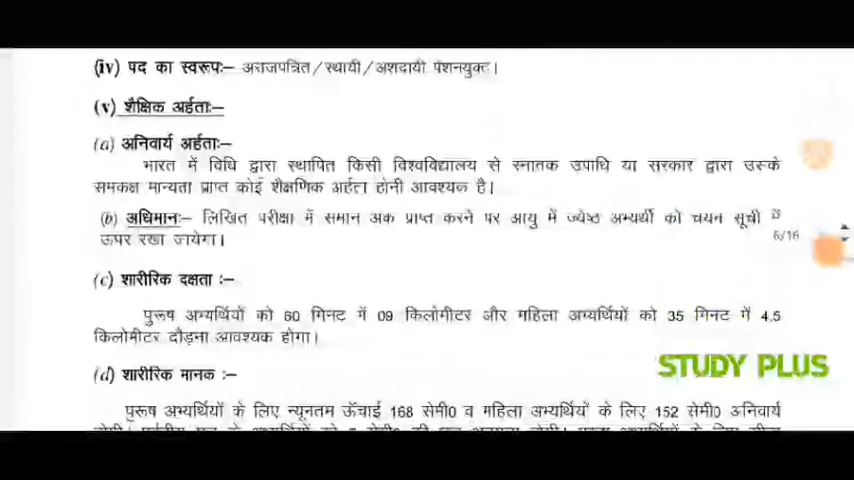 (iv) पद का स्वरूपः– अराजपत्रित/स्थायी/अंशदायी पेंशनयुक्त।
(v) शैक्षिक अर्हताः–
(a) अनिवार्य अर्हताः–
भारत में विधि द्वारा स्थापित किसी विश्वविद्यालय से स्नातक उपाधि या सरकार द्वारा उसके
समकक्ष मान्यता प्राप्त कोई शैक्षणिक अर्हता होनी आवश्यक है।
(b) अधिमानः– लिखित परीक्षा में समान अंक प्राप्त करने पर आयु में ज्येष्ठ अभ्यर्थी को चयन सूची में
ऊपर रखा जायेगा।
6/16
(c) शारीरिक दक्षता :–
पुरूष अभ्यर्थियों को 60 मिनट में 09 किलोमीटर और महिला अभ्यर्थियों को 35 मिनट में 4.5
किलोमीटर दौड़ना आवश्यक होगा।
STUDY PLUS
(d) शारीरिक मानक :–
पुरूष अभ्यर्थियों के लिए न्यूनतम ऊँचाई 168 सेमी0 व महिला अभ्यर्थियों के लिए 152 सेमी0 अनिवार्य